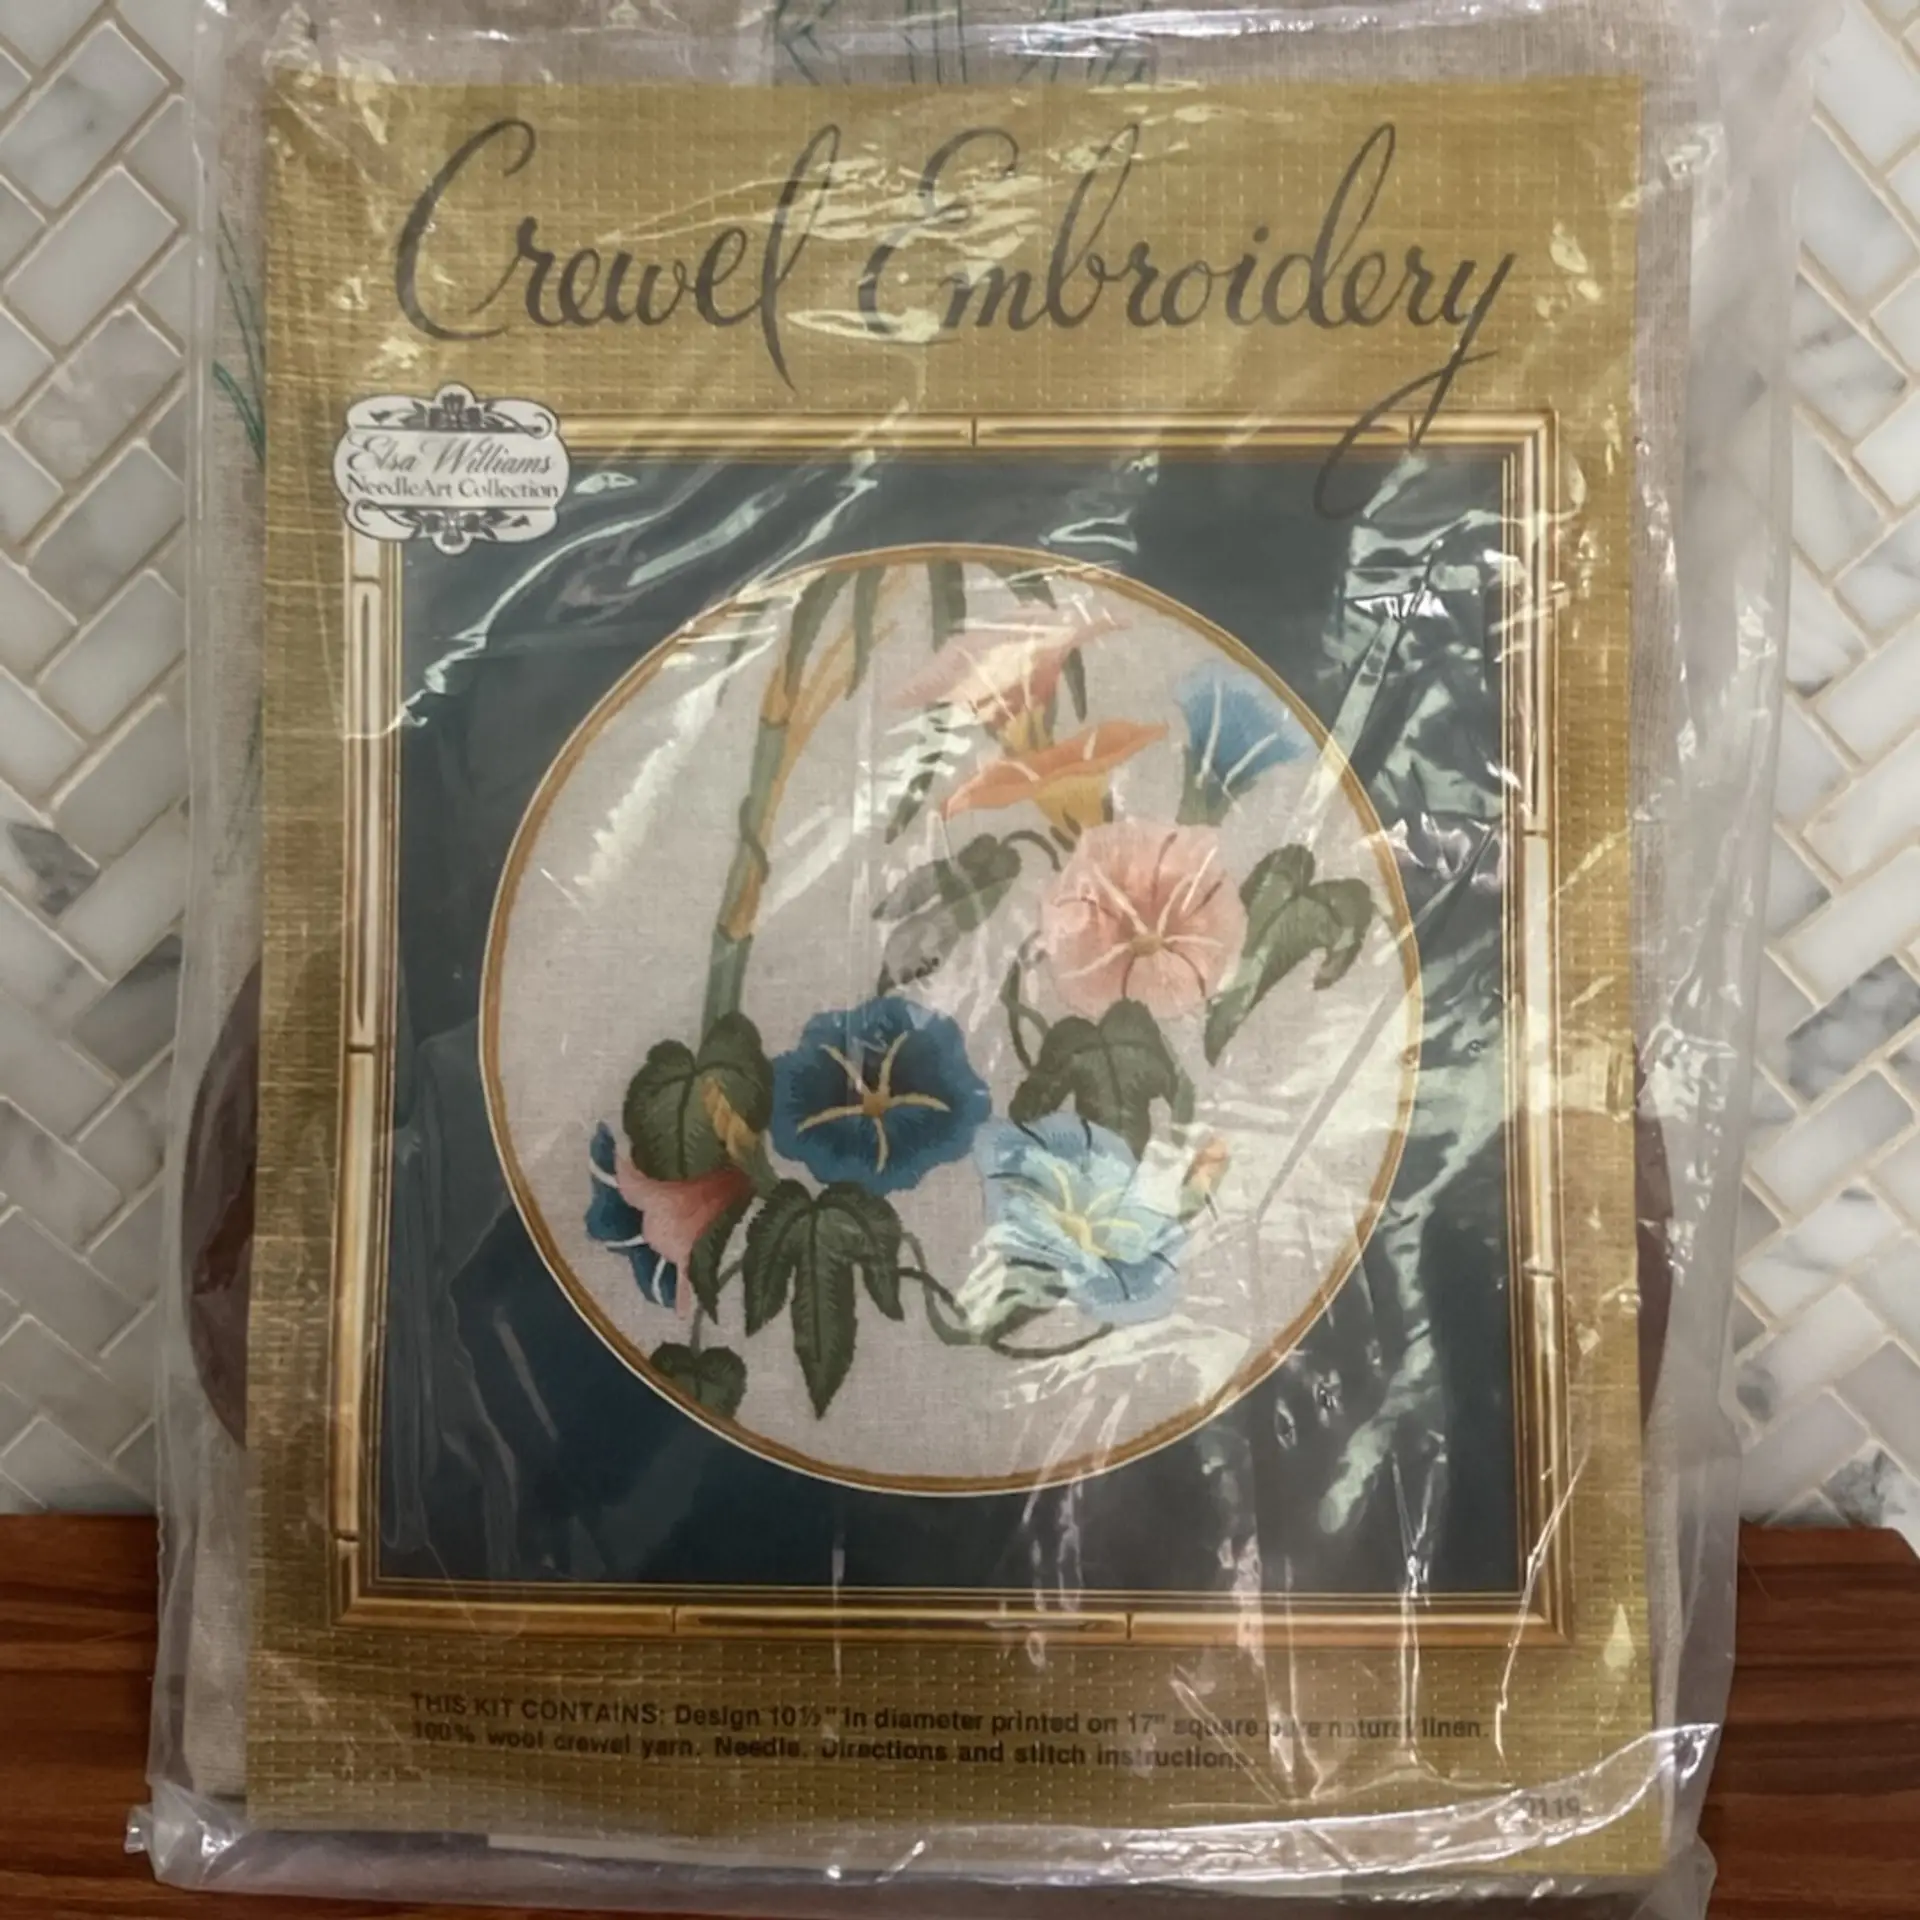 Crewel Embroidery
Elsa Williams
NeedleArt Collection
THIS KIT CONTAINS: Design 10½" in diameter printed on 17" square pure natural linen.
100% wool crewel yarn. Needle. Directions and stitch instructions.